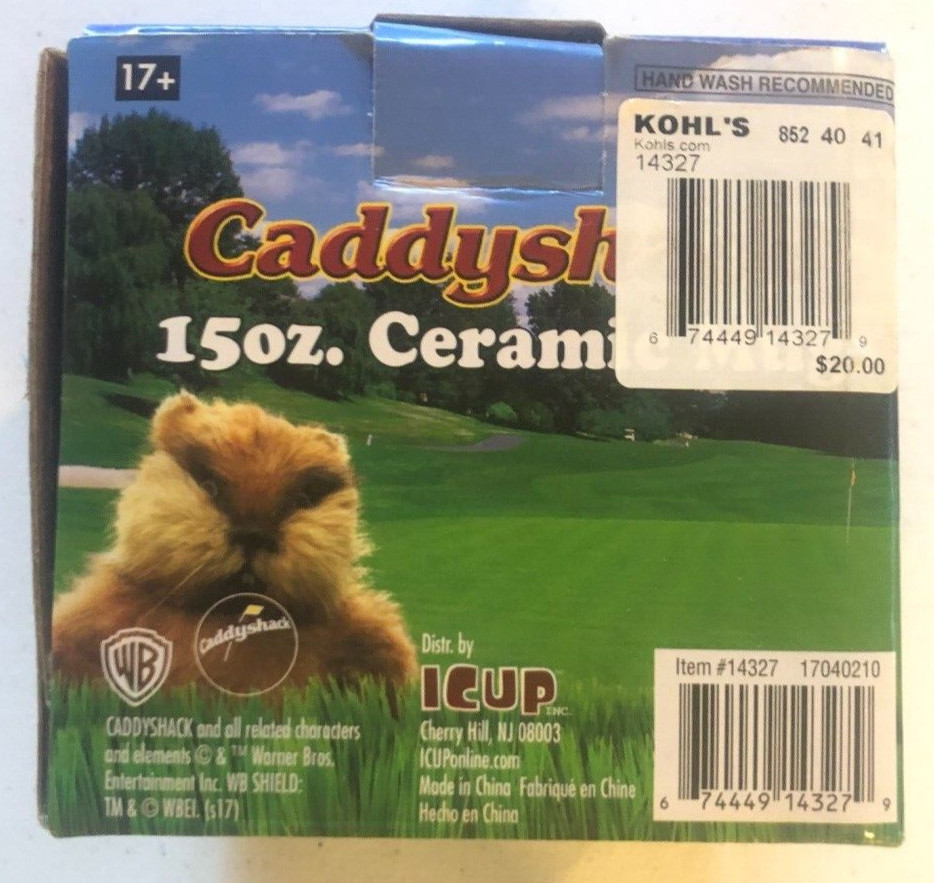 17+
HAND WASH RECOMMENDED
KOHL'S 852 40 41
Kohls.com
14327
6 74449 14327 9
$20.00
Caddysh
15oz. Ceramic Mug
WB
Caddyshack
CADDYSHACK and all related characters
and elements © & ™ Warner Bros.
Entertainment Inc. WB SHIELD:
TM & © WBEI. (s17)
Distr. by
ICUP INC.
Cherry Hill, NJ 08003
ICUPonline.com
Made in China Fabriqué en Chine
Hecho en China
Item #14327 17040210
6 74449 14327 9